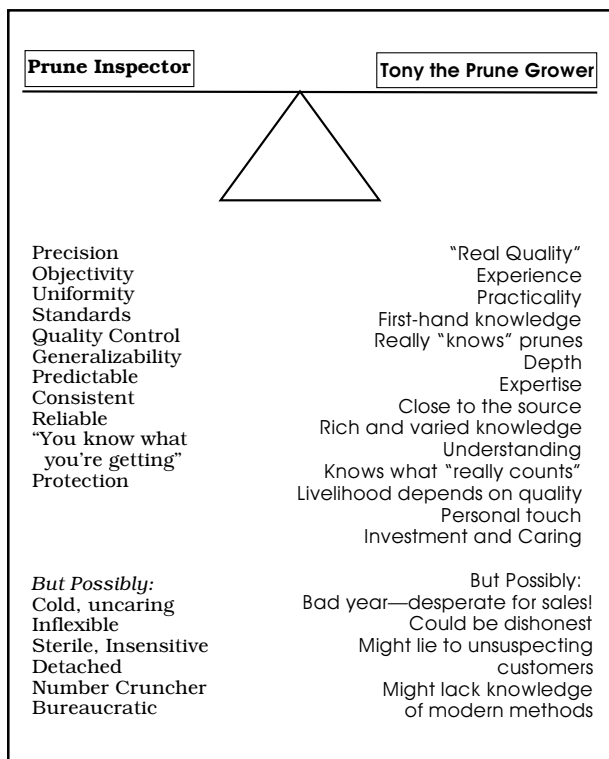 Prune Inspector
Tony the Prune Grower
Precision
Objectivity
Uniformity
Standards
Quality Control
Generalizability
Predictable
Consistent
Reliable
“You know what
you're getting”
Protection
“Real Quality”
Experience
Practicality
First-hand knowledge
Really “knows” prunes
Depth
Expertise
Close to the source
Rich and varied knowledge
Understanding
Knows what “really counts”
Livelihood depends on quality
Personal touch
Investment and Caring
But Possibly:
Cold, uncaring
Inflexible
Sterile, Insensitive
Detached
Number Cruncher
Bureaucratic
But Possibly:
Bad year—desperate for sales!
Could be dishonest
Might lie to unsuspecting
customers
Might lack knowledge
of modern methods